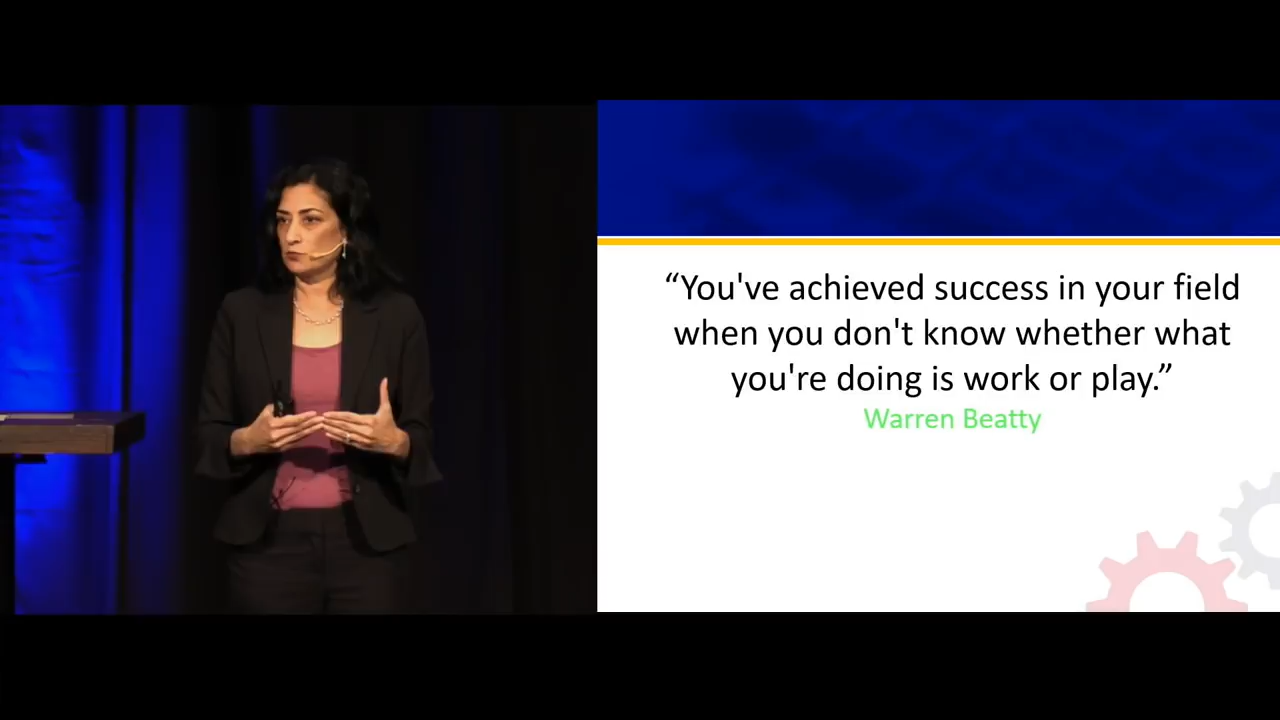 “You've achieved success in your field
when you don't know whether what
you're doing is work or play.”
Warren Beatty